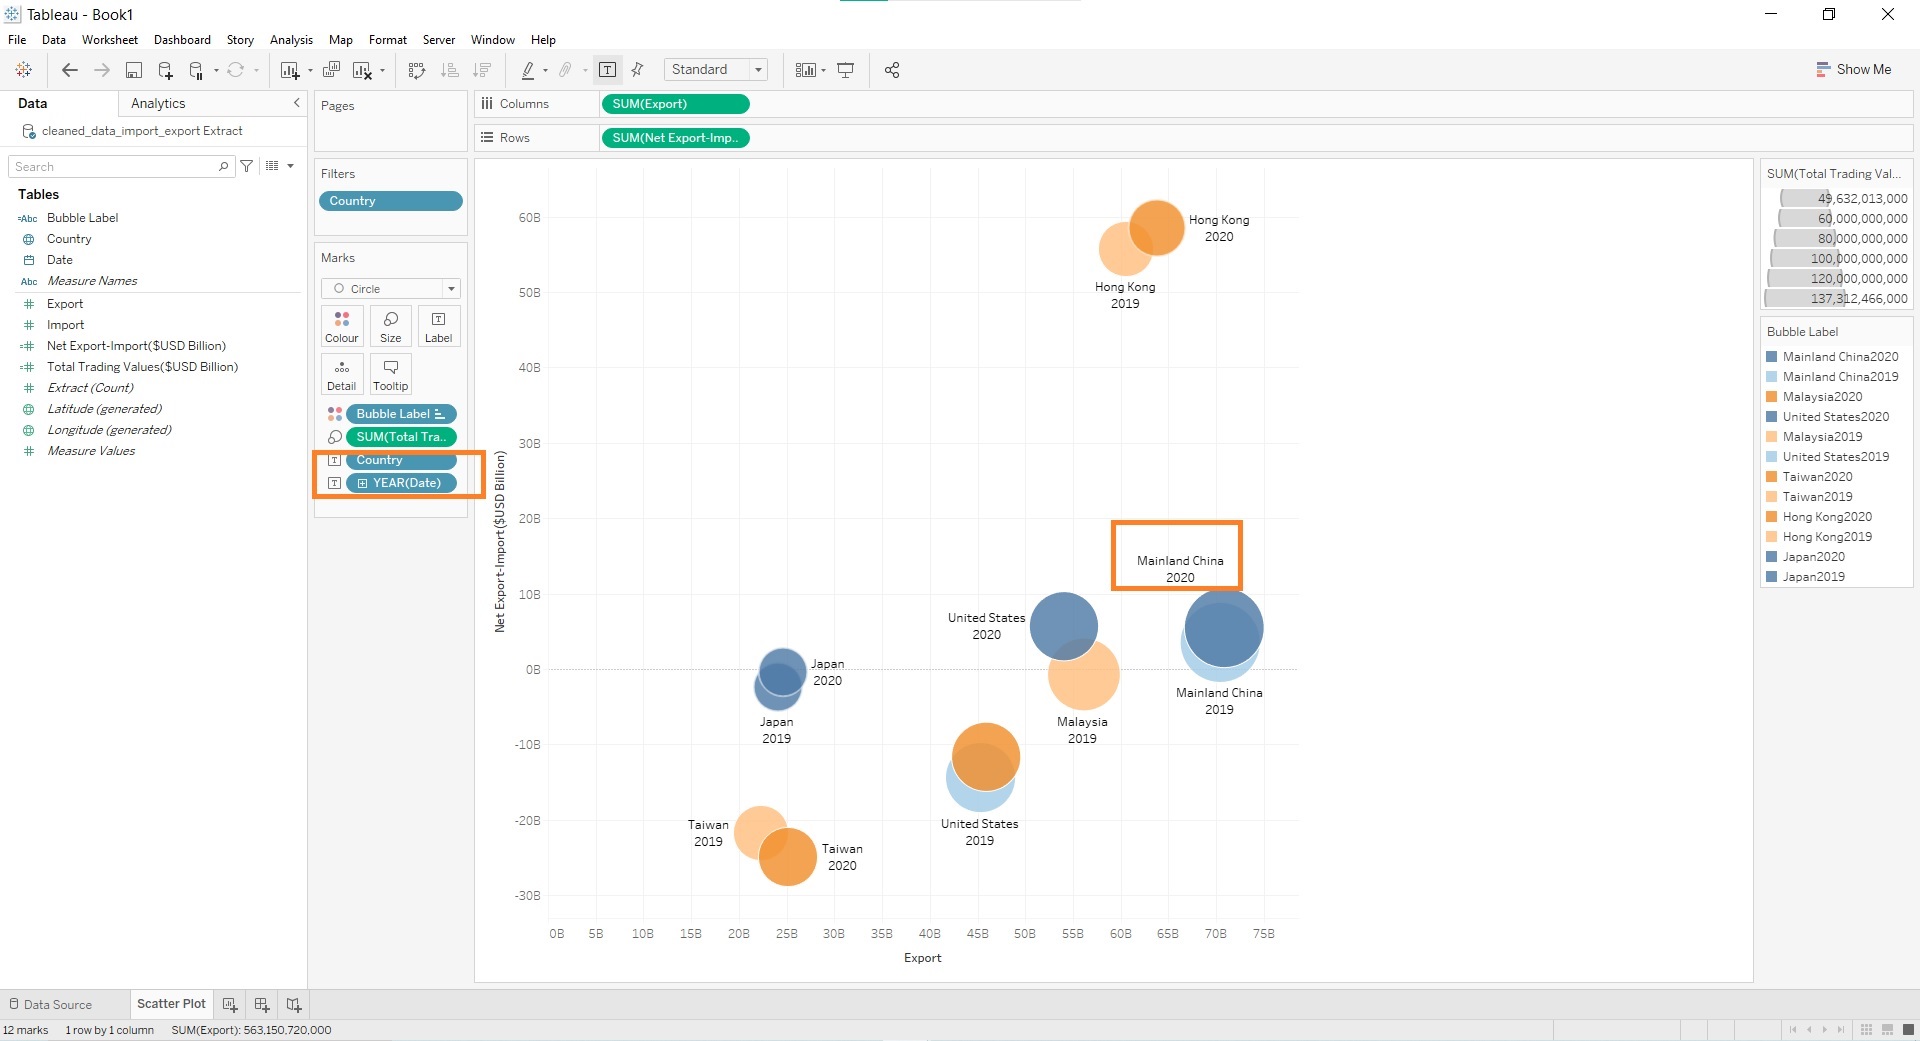 Tableau - Book1
File Data Worksheet Dashboard Story Analysis Map Format Server Window Help
Standard
Show Me
Data Analytics
cleaned_data_import_export Extract
Search
Tables
=Abc Bubble Label
Country
Date
Abc Measure Names
Export
Import
Net Export-Import($USD Billion)
Total Trading Values($USD Billion)
Extract (Count)
Latitude (generated)
Longitude (generated)
Measure Values
Pages
Filters
Country
Marks
Circle
Colour Size Label
Detail Tooltip
Bubble Label
SUM(Total Tra..
Country
YEAR(Date)
Columns SUM(Export)
Rows SUM(Net Export-Imp..
Net Export-Import($USD Billion)
60B
50B
40B
30B
20B
10B
0B
-10B
-20B
-30B
Hong Kong
2020
Hong Kong
2019
Mainland China
2020
United States
2020
Japan
2020
Mainland China
2019
Japan
2019
Malaysia
2019
United States
2019
Taiwan
2019
Taiwan
2020
0B 5B 10B 15B 20B 25B 30B 35B 40B 45B 50B 55B 60B 65B 70B 75B
Export
SUM(Total Trading Val...
49,632,013,000
60,000,000,000
80,000,000,000
100,000,000,000
120,000,000,000
137,312,466,000
Bubble Label
Mainland China2020
Mainland China2019
Malaysia2020
United States2020
Malaysia2019
United States2019
Taiwan2020
Taiwan2019
Hong Kong2020
Hong Kong2019
Japan2020
Japan2019
Data Source Scatter Plot
12 marks 1 row by 1 column SUM(Export): 563,150,720,000